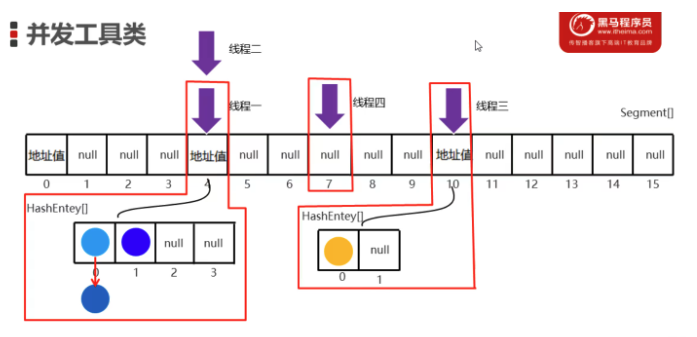 并发工具类
黑马程序员
www.itheima.com
传智播客旗下高端IT教育品牌
线程二
线程一
线程四
线程三
Segment[]
地址值 null null null 地址值 null null null null null 地址值 null null null null null
0 1 2 3 4 5 6 7 8 9 10 11 12 13 14 15
HashEntey[]
null null
0 1 2 3
HashEntey[]
null
0 1